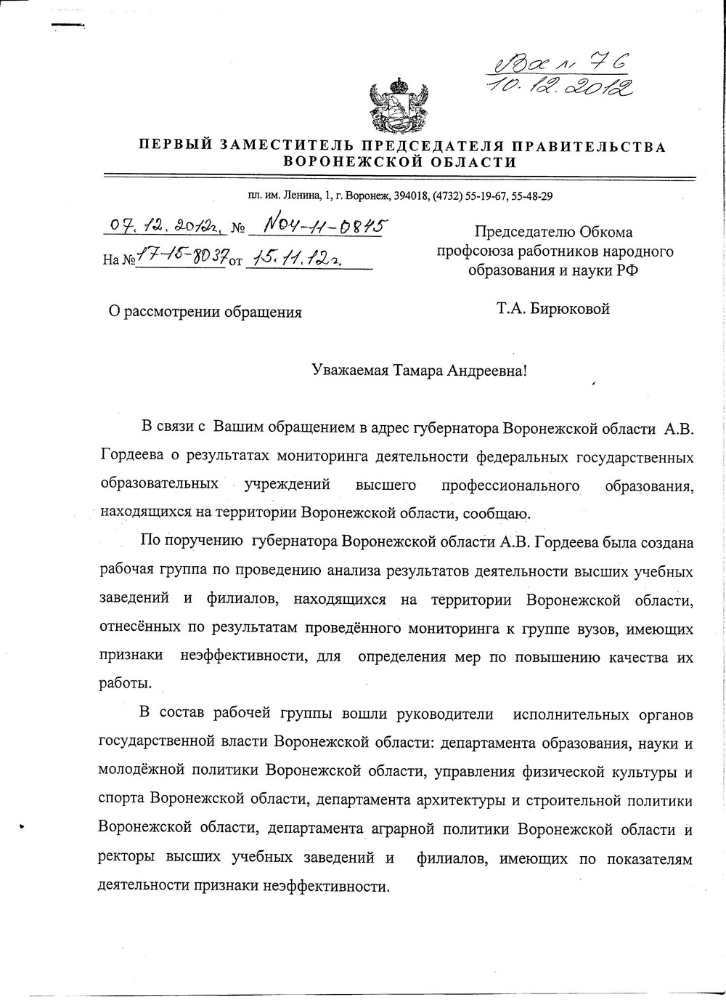 Вх № 76
10.12.2012
ПЕРВЫЙ ЗАМЕСТИТЕЛЬ ПРЕДСЕДАТЕЛЯ ПРАВИТЕЛЬСТВА
ВОРОНЕЖСКОЙ ОБЛАСТИ
пл. им. Ленина, 1, г. Воронеж, 394018, (4732) 55-19-67, 55-48-29
07.12.2012г. № N04-11-0845
На № 17-15-8037 от 15.11.12г.
Председателю Обкома
профсоюза работников народного
образования и науки РФ
О рассмотрении обращения
Т.А. Бирюковой
Уважаемая Тамара Андреевна!
В связи с Вашим обращением в адрес губернатора Воронежской области А.В.
Гордеева о результатах мониторинга деятельности федеральных государственных
образовательных учреждений высшего профессионального образования,
находящихся на территории Воронежской области, сообщаю.
По поручению губернатора Воронежской области А.В. Гордеева была создана
рабочая группа по проведению анализа результатов деятельности высших учебных
заведений и филиалов, находящихся на территории Воронежской области,
отнесённых по результатам проведённого мониторинга к группе вузов, имеющих
признаки неэффективности, для определения мер по повышению качества их
работы.
В состав рабочей группы вошли руководители исполнительных органов
государственной власти Воронежской области: департамента образования, науки и
молодёжной политики Воронежской области, управления физической культуры и
спорта Воронежской области, департамента архитектуры и строительной политики
Воронежской области, департамента аграрной политики Воронежской области и
ректоры высших учебных заведений и филиалов, имеющих по показателям
деятельности признаки неэффективности.